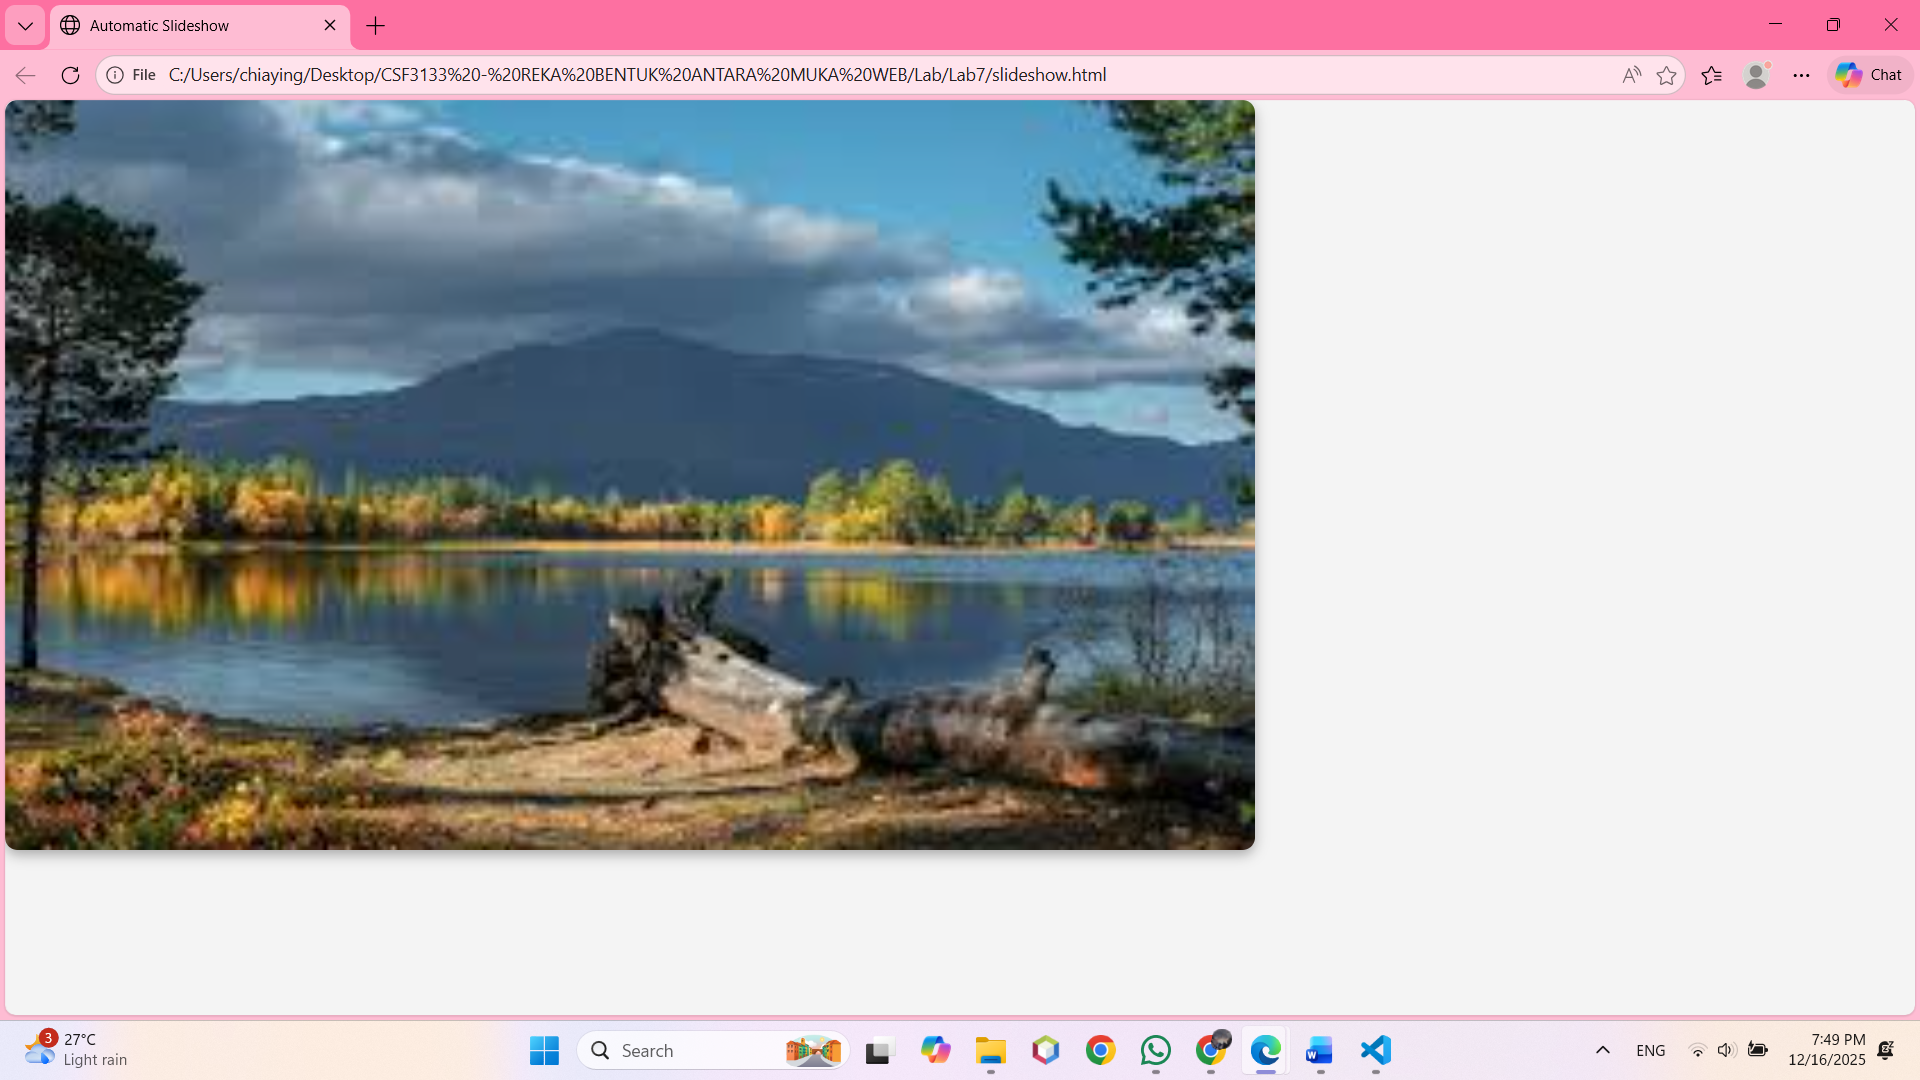 Automatic Slideshow
File C:/Users/chiaying/Desktop/CSF3133%20-%20REKA%20BENTUK%20ANTARA%20MUKA%20WEB/Lab/Lab7/slideshow.html
Chat
3
27°C
Light rain
Search
ENG
7:49 PM
12/16/2025